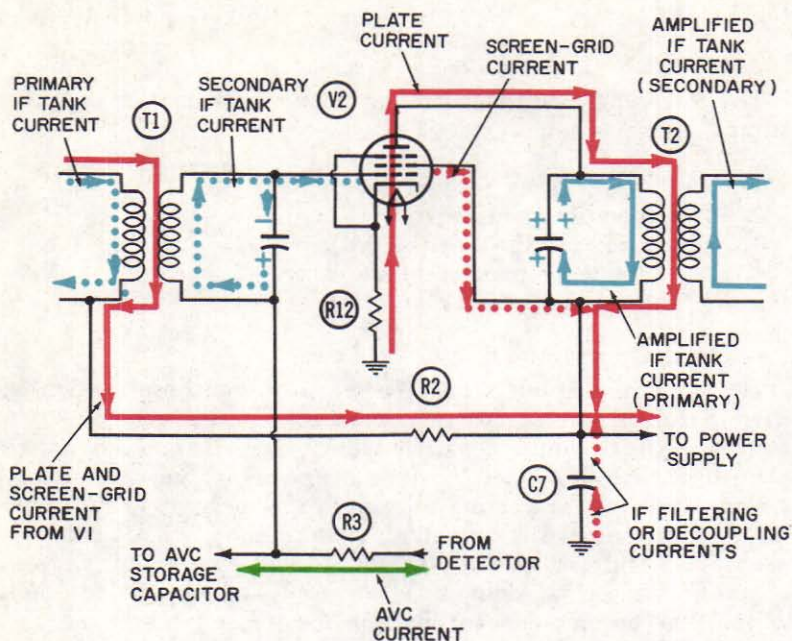 PLATE
CURRENT
SCREEN-GRID
CURRENT
AMPLIFIED
IF TANK
CURRENT
(SECONDARY)
PRIMARY
IF TANK
CURRENT
SECONDARY
IF TANK
CURRENT
T1
V2
T2
−
+
+ +
+
R12
AMPLIFIED
IF TANK
CURRENT
(PRIMARY)
R2
TO POWER
SUPPLY
PLATE AND
SCREEN-GRID
CURRENT
FROM V1
C7
R3
IF FILTERING
OR DECOUPLING
CURRENTS
TO AVC
STORAGE
CAPACITOR
FROM
DETECTOR
AVC
CURRENT